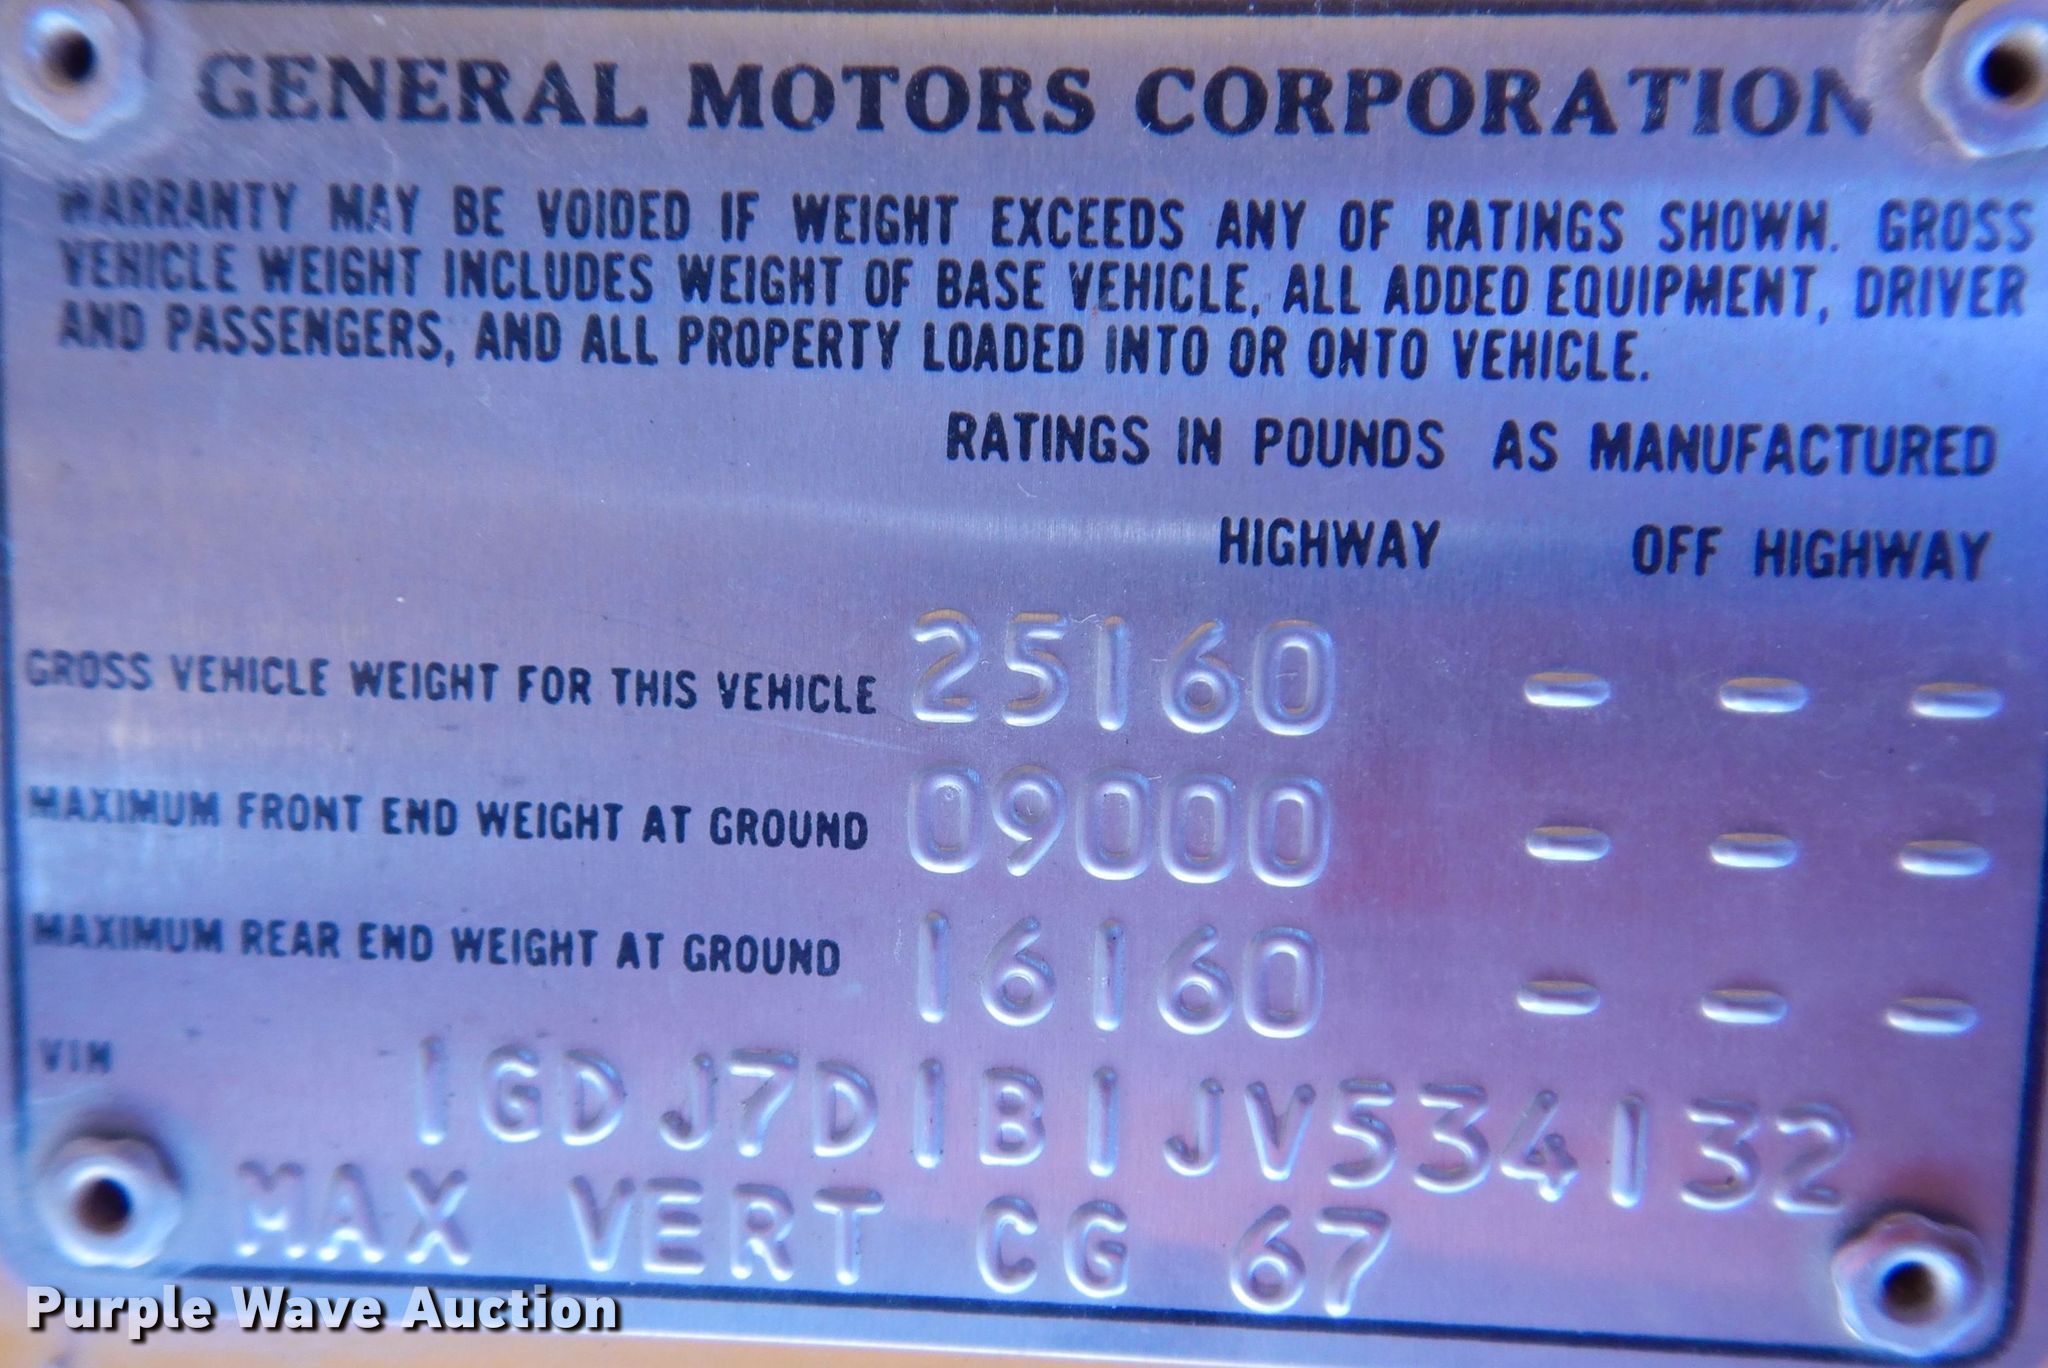 GENERAL MOTORS CORPORATION
WARRANTY MAY BE VOIDED IF WEIGHT EXCEEDS ANY OF RATINGS SHOWN. GROSS
VEHICLE WEIGHT INCLUDES WEIGHT OF BASE VEHICLE, ALL ADDED EQUIPMENT, DRIVER
AND PASSENGERS, AND ALL PROPERTY LOADED INTO OR ONTO VEHICLE.
RATINGS IN POUNDS AS MANUFACTURED
HIGHWAY OFF HIGHWAY
GROSS VEHICLE WEIGHT FOR THIS VEHICLE 25160 - - -
MAXIMUM FRONT END WEIGHT AT GROUND 09000 - - -
MAXIMUM REAR END WEIGHT AT GROUND 16160 - - -
VIN 1GDJ7D1B1JV534132
MAX VERT CG 67
Purple Wave Auction